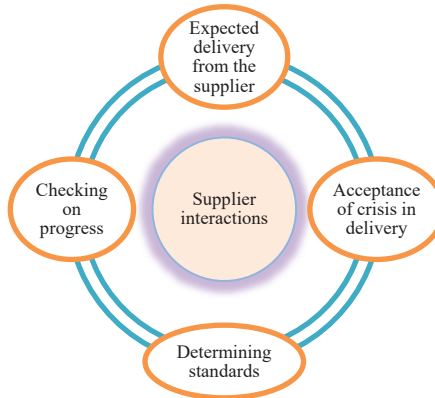 Expected
delivery
from the
supplier
Checking
on
progress
Supplier
interactions
Acceptance
of crisis in
delivery
Determining
standards